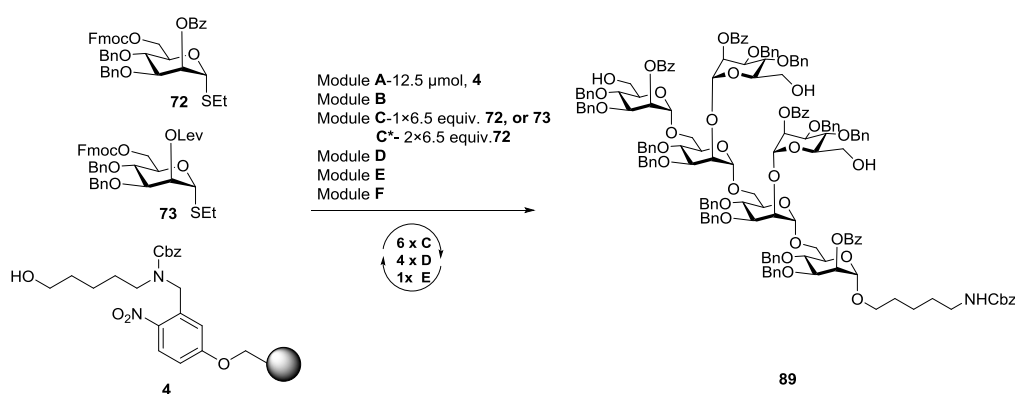 OBz
FmocO
BnO
O
BnO
SEt
72
OLev
FmocO
BnO
O
BnO
SEt
73
Cbz
HO
N
O2N
O
4
Module A-12.5 µmol, 4
Module B
Module C-1×6.5 equiv. 72, or 73
C*- 2×6.5 equiv.72
Module D
Module E
Module F
6 x C
4 x D
1x E
OBz
OBn
OBn
O
OH
HO
OBz
BnO
O
BnO
O
OBz
OBn
OBn
O
OH
O
BnO
O
BnO
O
O
BnO
O
BnO
O
OBz
BnO
O
BnO
O
NHCbz
89